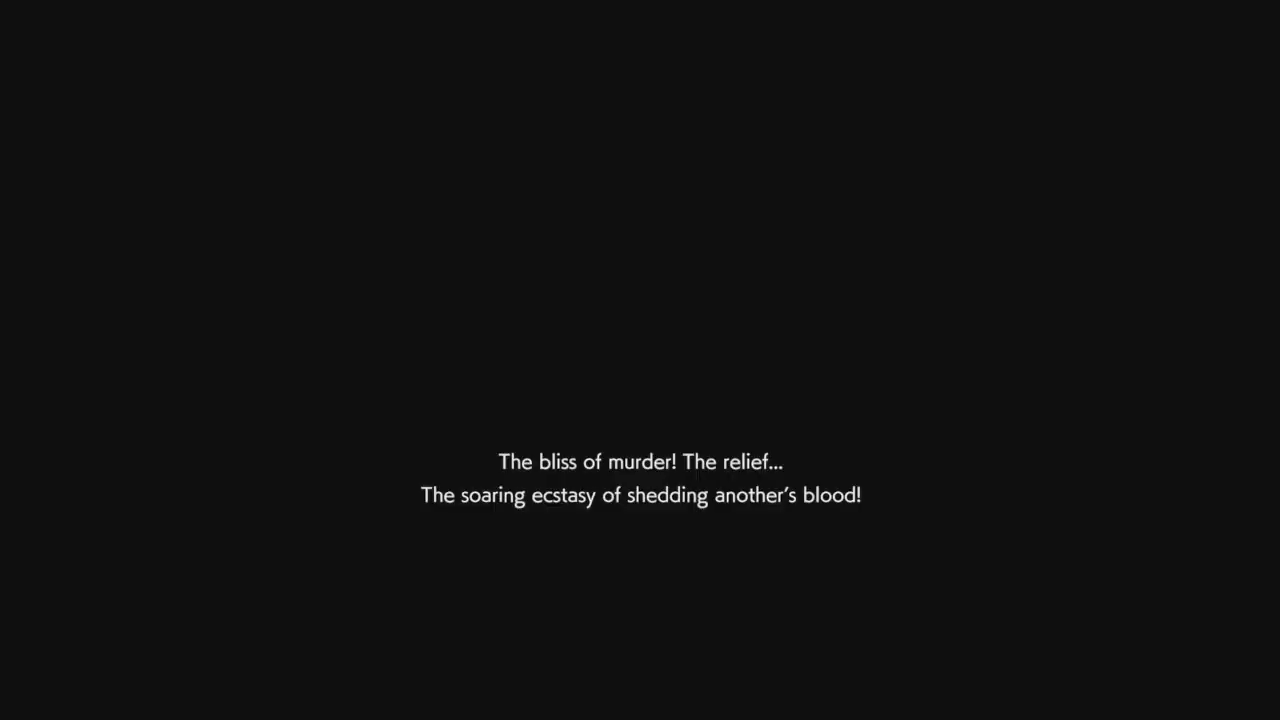 The bliss of murder! The relief...
The soaring ecstasy of shedding another's blood!